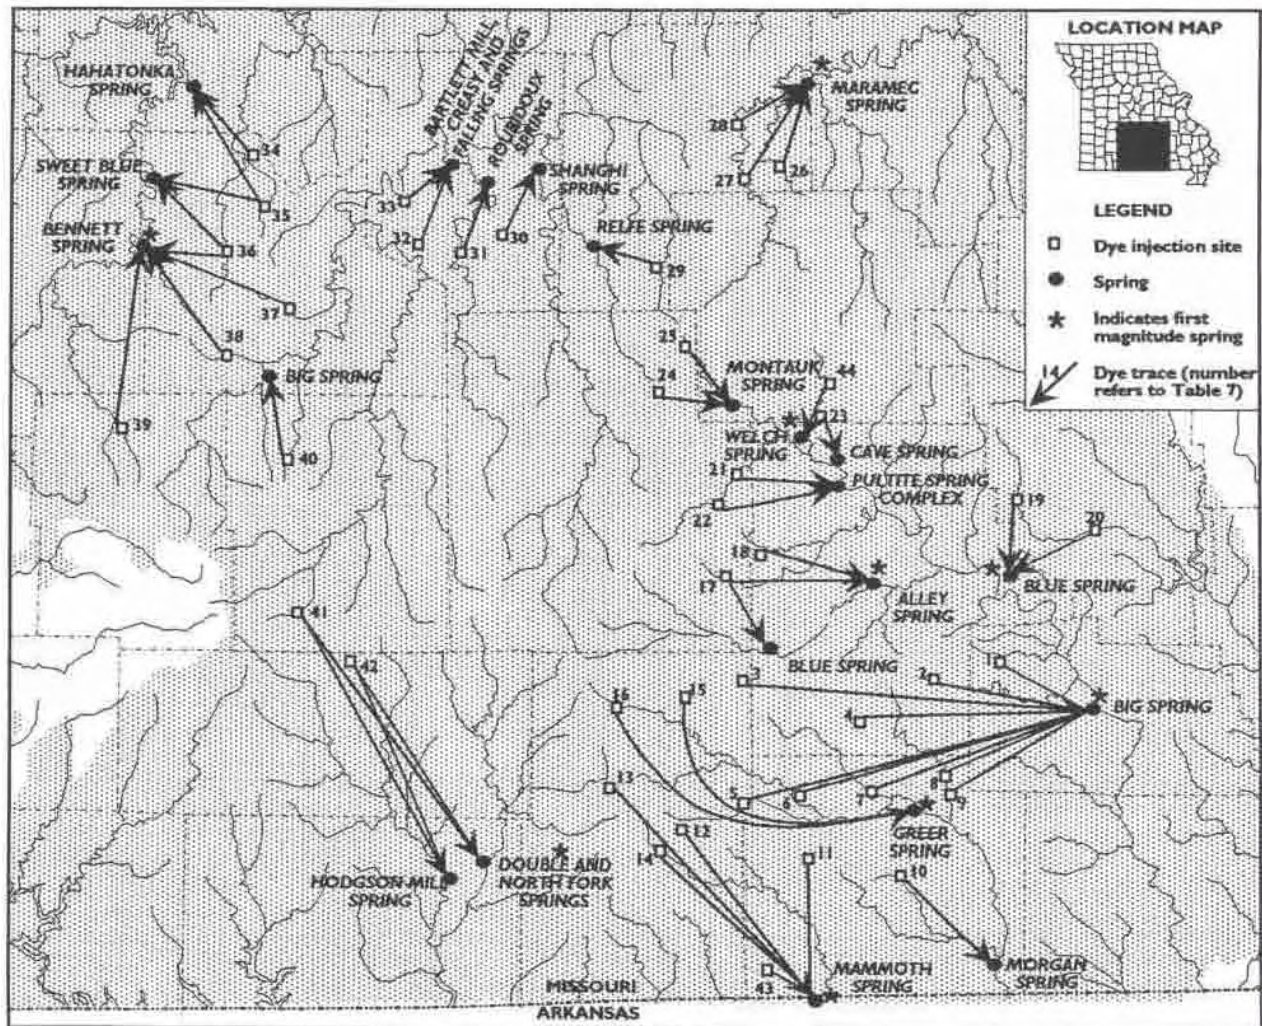 LOCATION MAP
LEGEND
Dye injection site
Spring
Indicates first
magnitude spring
14
Dye trace (number
refers to Table 7)
HAHATONKA
SPRING
34
SWEET BLUE
SPRING
35
BENNETT
SPRING
36
37
38
39
BIG SPRING
40
BARTLETT MILL,
CREASY AND
FALLING SPRINGS
33
32
ROUBIDOUX
SPRING
31
SHANGHI
SPRING
30
RELFE SPRING
29
MARAMEC
SPRING
28
27
26
25
24
MONTAUK
SPRING
44
23
WELCH
SPRING
CAVE SPRING
21
22
PULTITE SPRING
COMPLEX
19
20
BLUE SPRING
18
17
ALLEY
SPRING
BLUE SPRING
41
42
16
15
3
2
1
4
BIG SPRING
13
5
6
7
8
9
GREER
SPRING
12
14
11
10
HODGSON MILL
SPRING
DOUBLE AND
NORTH FORK
SPRINGS
43
MAMMOTH
SPRING
MORGAN
SPRING
MISSOURI
ARKANSAS